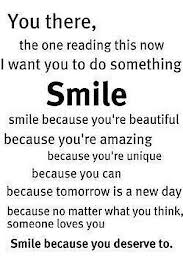 You there,
the one reading this now
I want you to do something
Smile
smile because you're beautiful
because you're amazing
because you're unique
because you can
because tomorrow is a new day
because no matter what you think,
someone loves you
Smile because you deserve to.